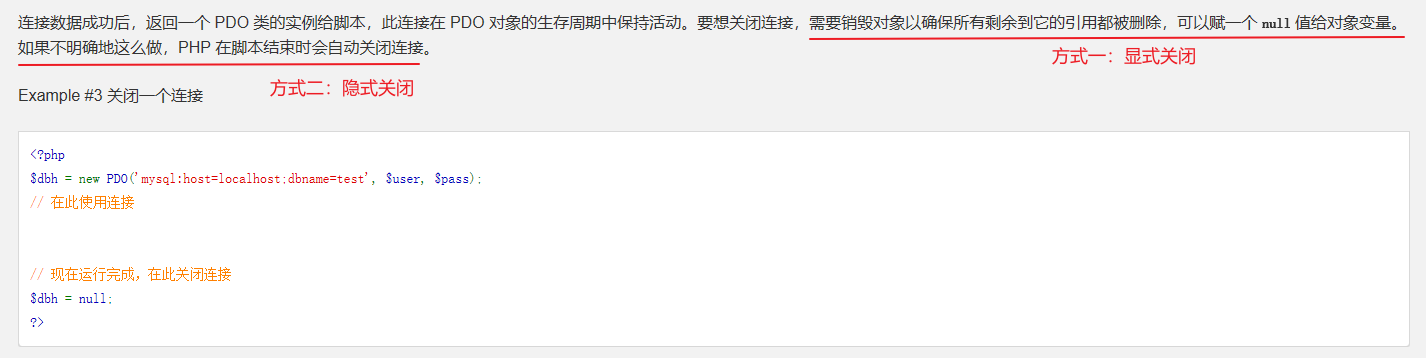 连接数据成功后，返回一个 PDO 类的实例给脚本，此连接在 PDO 对象的生存周期中保持活动。要想关闭连接，需要销毁对象以确保所有剩余到它的引用都被删除，可以赋一个 null 值给对象变量。
如果不明确地这么做，PHP 在脚本结束时会自动关闭连接。
方式一：显式关闭
方式二：隐式关闭
Example #3 关闭一个连接
<?php
$dbh = new PDO('mysql:host=localhost;dbname=test', $user, $pass);
// 在此使用连接
// 现在运行完成，在此关闭连接
$dbh = null;
?>